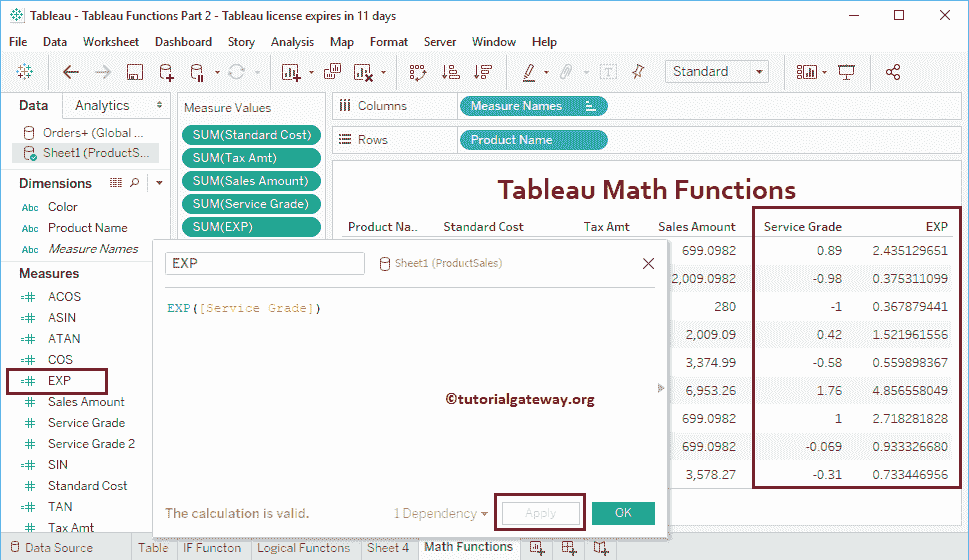 Tableau - Tableau Functions Part 2 - Tableau license expires in 11 days
File Data Worksheet Dashboard Story Analysis Map Format Server Window Help
Standard
Data Analytics
Orders+ (Global ...
Sheet1 (ProductS...
Dimensions
Abc Color
Abc Product Name
Abc Measure Names
Measures
ACOS
ASIN
ATAN
COS
EXP
Sales Amount
Service Grade
Service Grade 2
SIN
Standard Cost
TAN
Tax Amt
Measure Values
SUM(Standard Cost)
SUM(Tax Amt)
SUM(Sales Amount)
SUM(Service Grade)
SUM(EXP)
Columns Measure Names
Rows Product Name
Tableau Math Functions
Product Na.. Standard Cost Tax Amt Sales Amount Service Grade EXP
699.0982 0.89 2.435129651
2,009.0982 -0.98 0.375311099
280 -1 0.367879441
2,009.09 0.42 1.521961556
3,374.99 -0.58 0.559898367
6,953.26 1.76 4.856558049
699.0982 1 2.718281828
699.0982 -0.069 0.933326680
3,578.27 -0.31 0.733446956
EXP Sheet1 (ProductSales)
EXP([Service Grade])
©tutorialgateway.org
The calculation is valid. 1 Dependency Apply OK
Data Source Table IF Functon Logical Functons Sheet 4 Math Functions